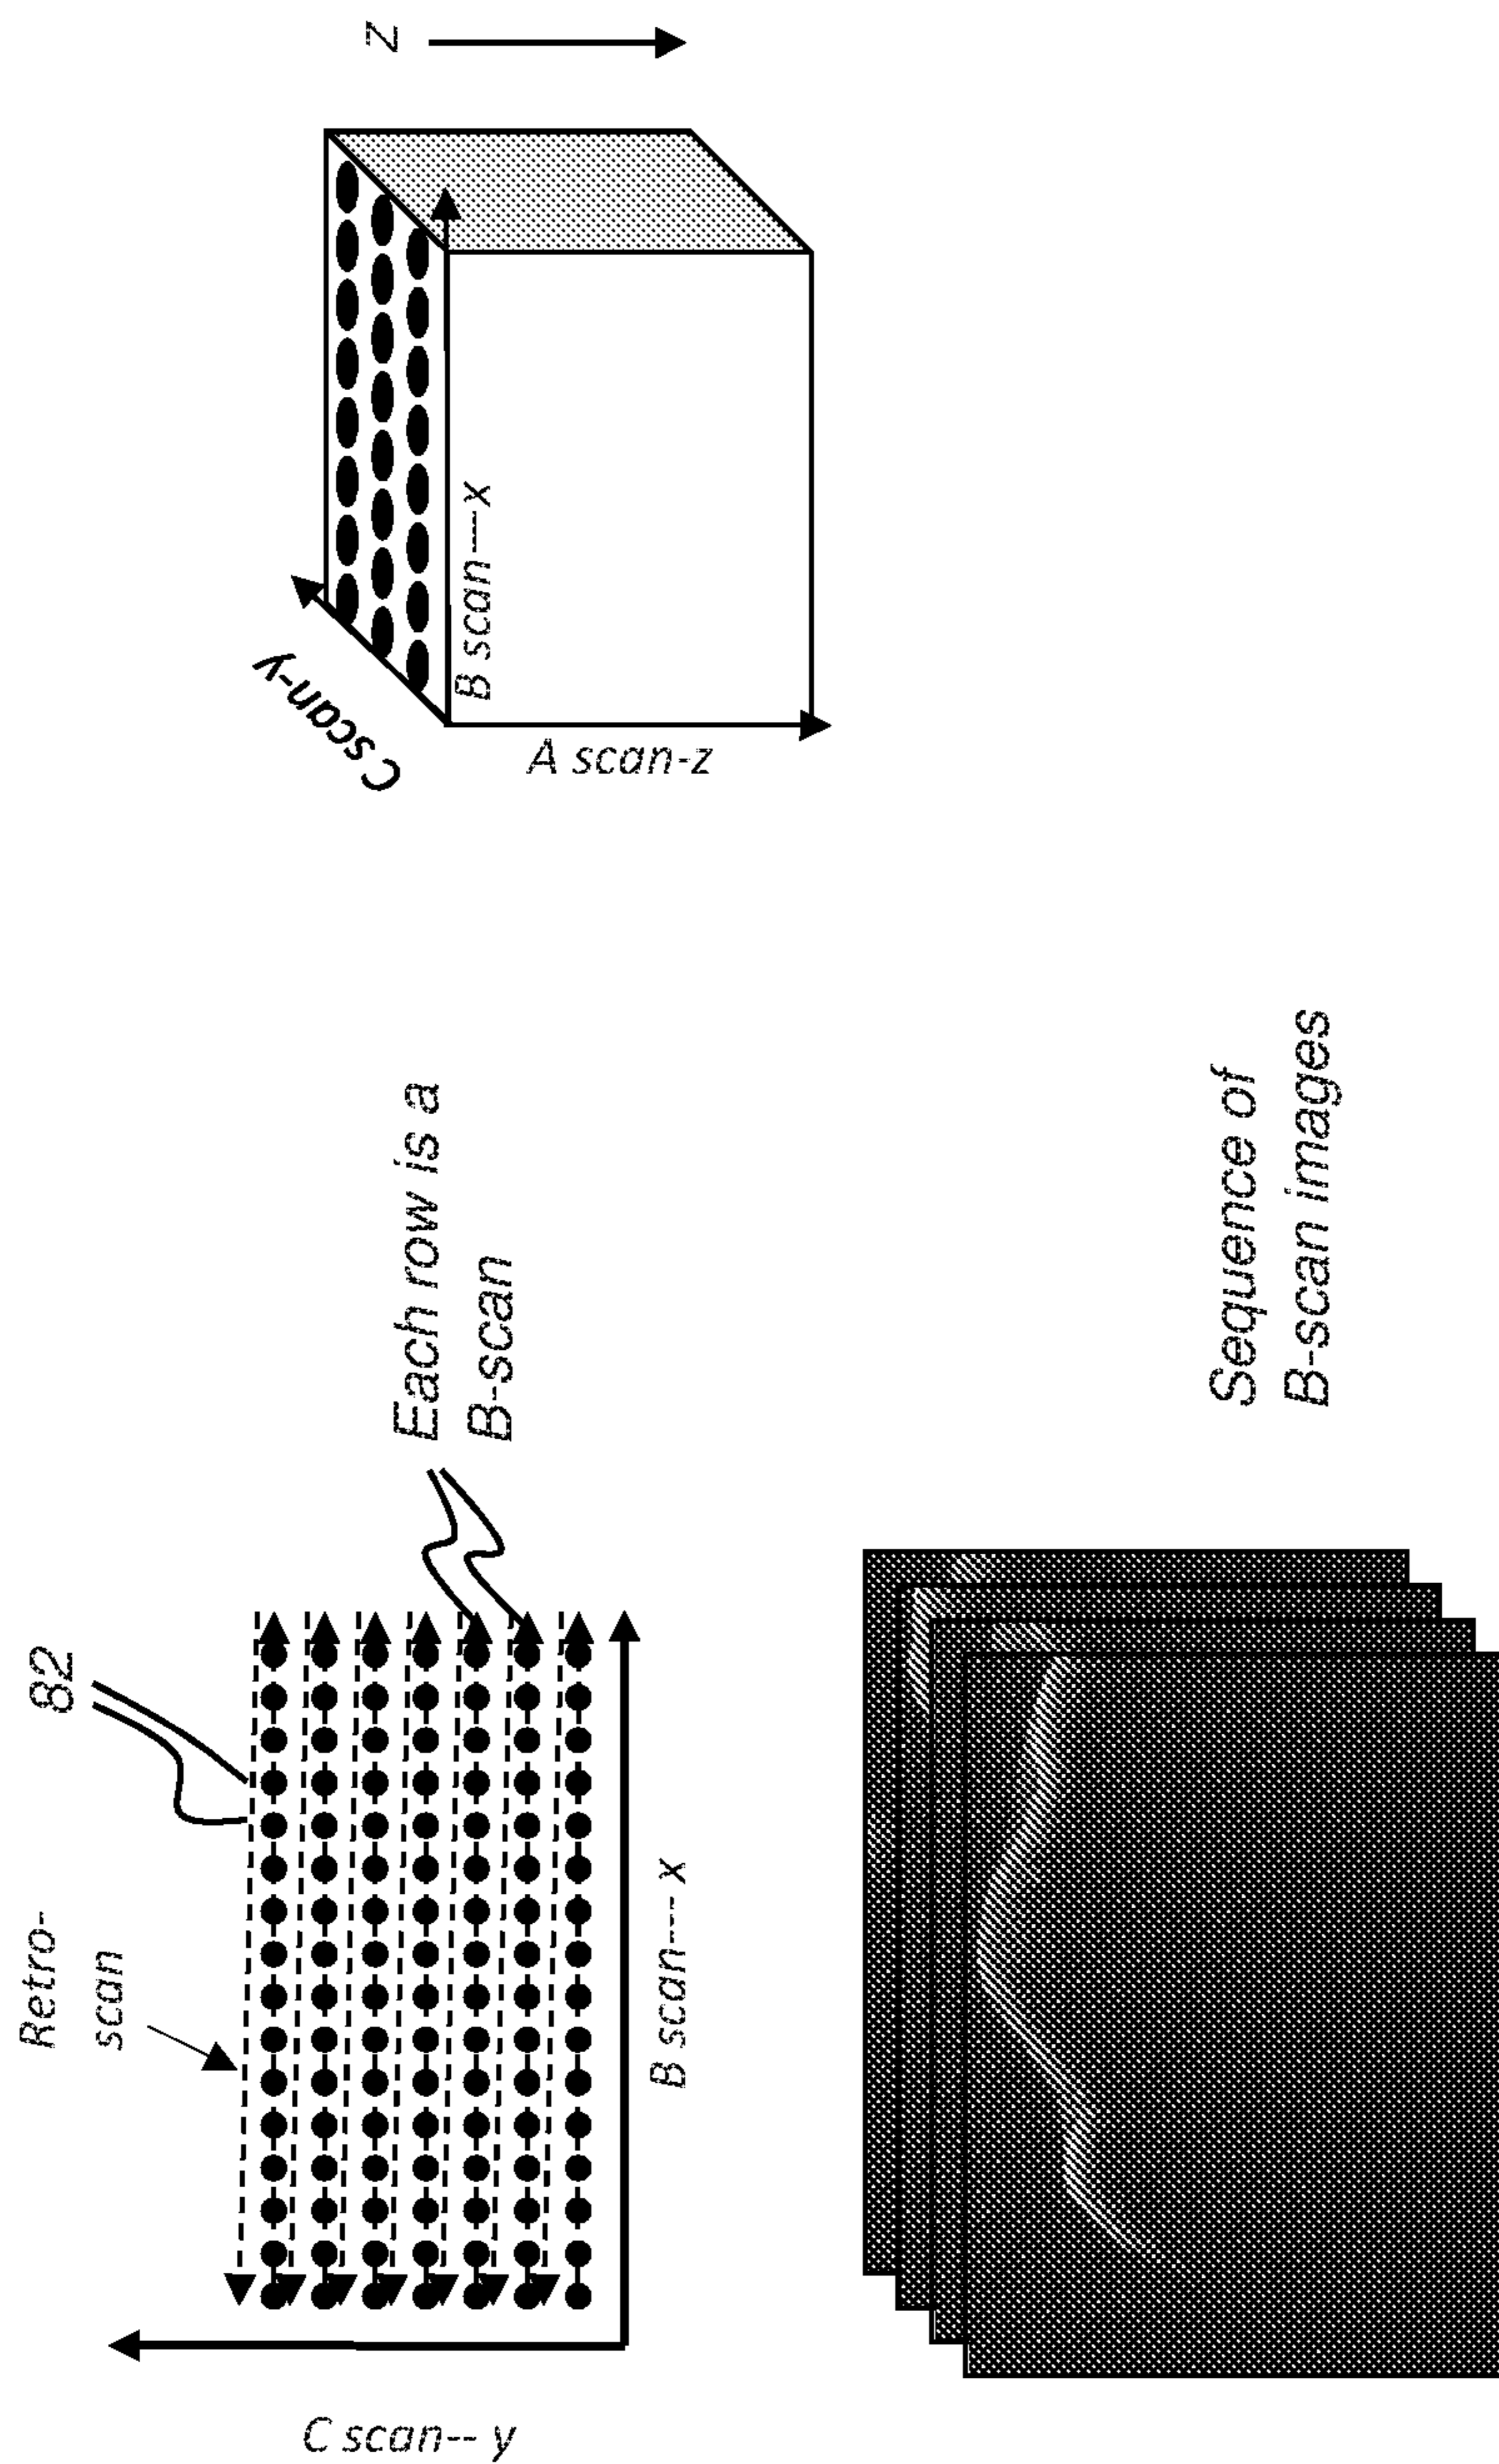 Retro-
scan
82
Each row is a
B-scan
C scan-- y
B scan--- x
C scan-y
B scan----x
A scan-z
z
Sequence of
B-scan images